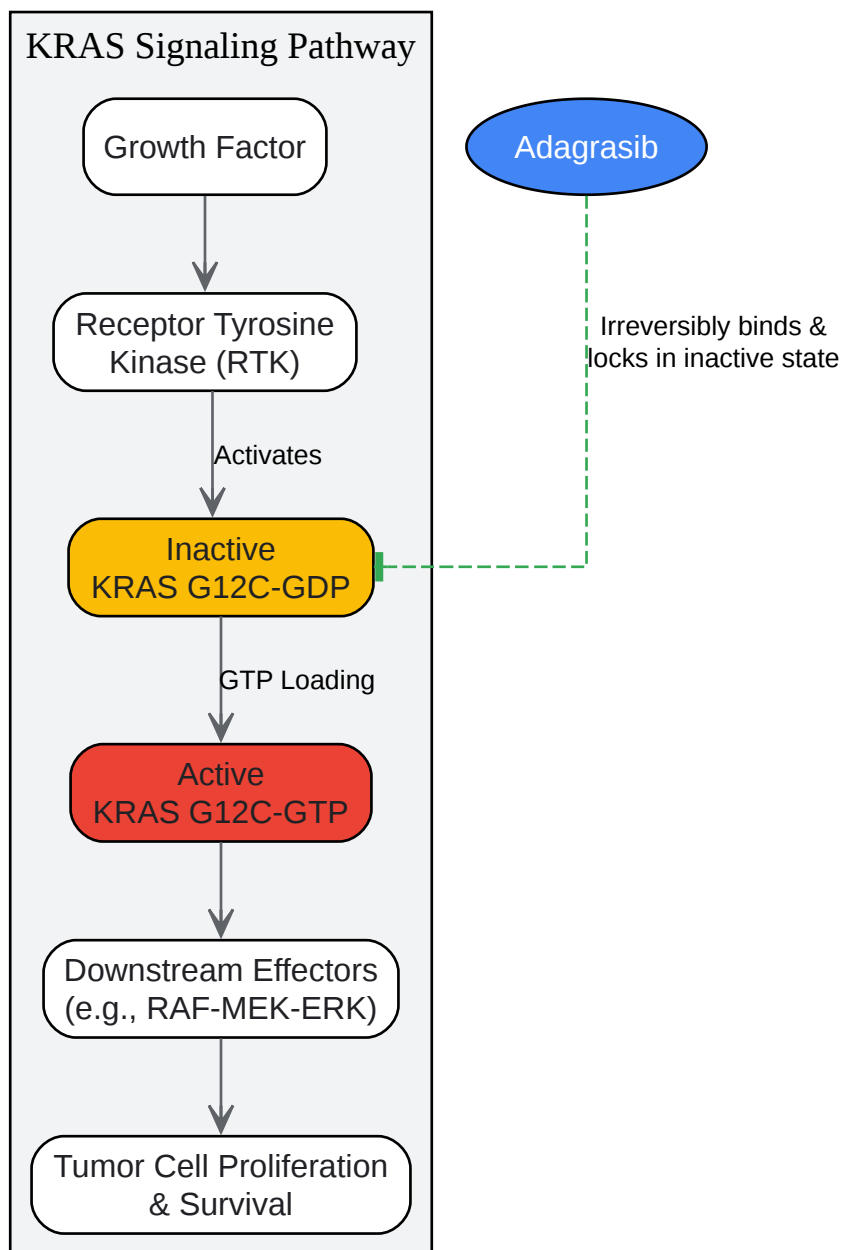 KRAS Signaling Pathway
Growth Factor
Adagrasib
Receptor Tyrosine
Kinase (RTK)
Irreversibly binds &
locks in inactive state
Activates
Inactive
KRAS G12C-GDP
GTP Loading
Active
KRAS G12C-GTP
Downstream Effectors
(e.g., RAF-MEK-ERK)
Tumor Cell Proliferation
& Survival